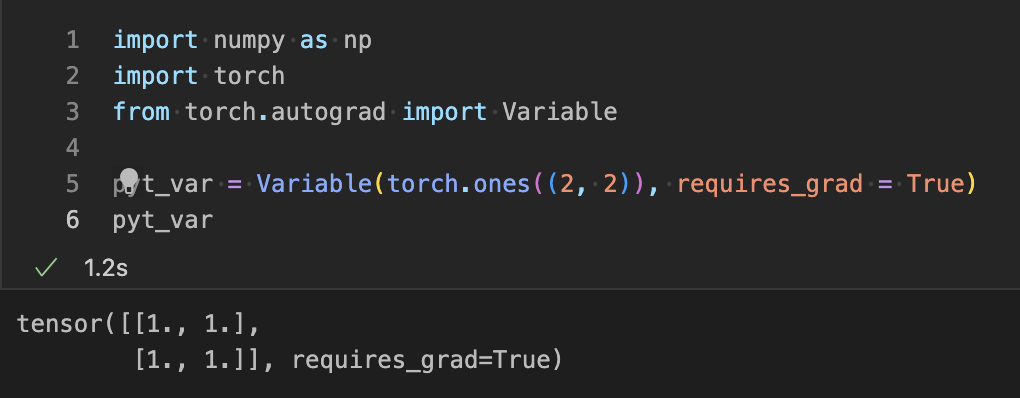 1 import numpy as np
2 import torch
3 from torch.autograd import Variable
4
5 pyt_var = Variable(torch.ones((2, 2)), requires_grad = True)
6 pyt_var
1.2s
tensor([[1., 1.],
        [1., 1.]], requires_grad=True)